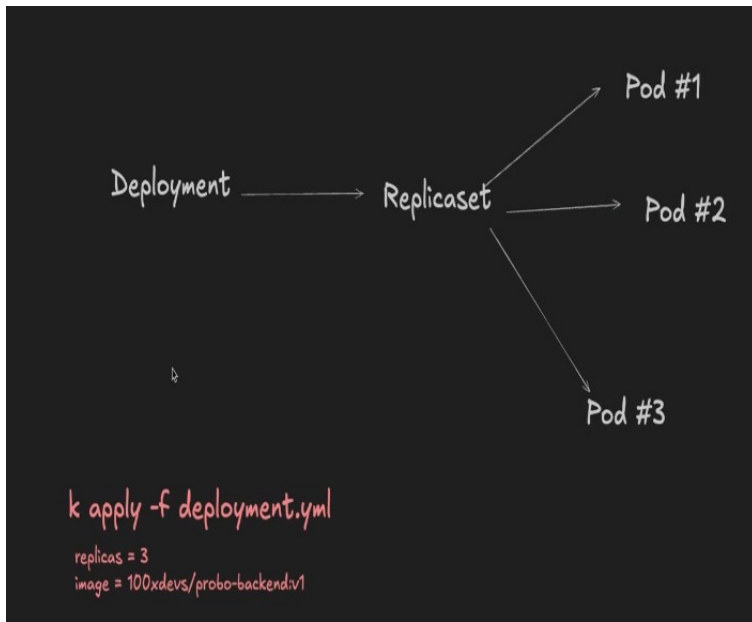 Pod #1
Deployment
Replicaset
Pod #2
Pod #3
k apply -f deployment.yml
replicas = 3
image = 100xdevs/probo-backend:v1